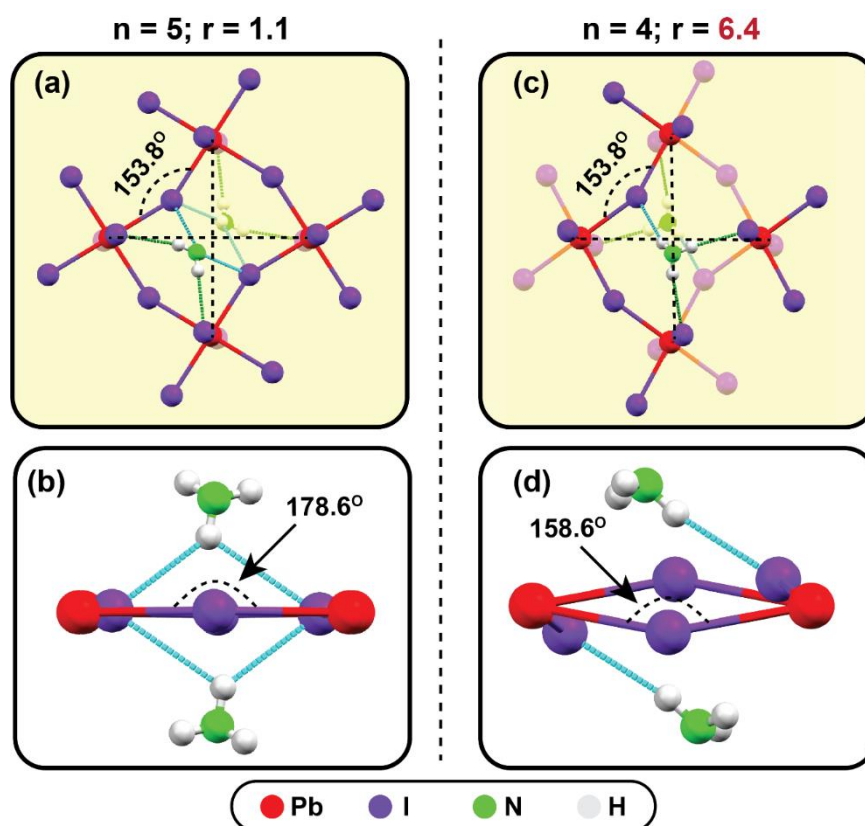 n = 5; r = 1.1
n = 4; r = 6.4
(a)
153.8°
(c)
153.8°
(b)
178.6°
(d)
158.6°
Pb I N H